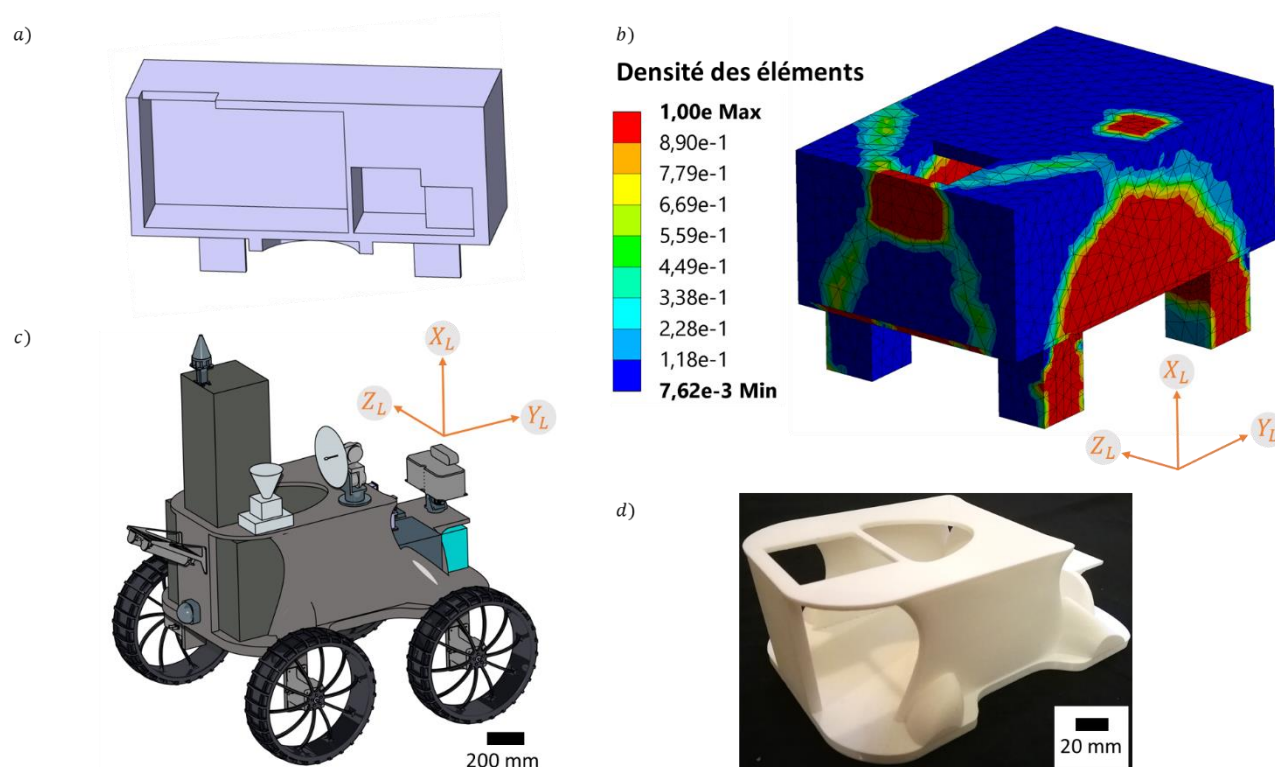 a)
b)
Densité des éléments
1,00e Max
8,90e-1
7,79e-1
6,69e-1
5,59e-1
4,49e-1
3,38e-1
2,28e-1
1,18e-1
7,62e-3 Min
X_L
Z_L
Y_L
c)
X_L
Z_L
Y_L
200 mm
d)
20 mm